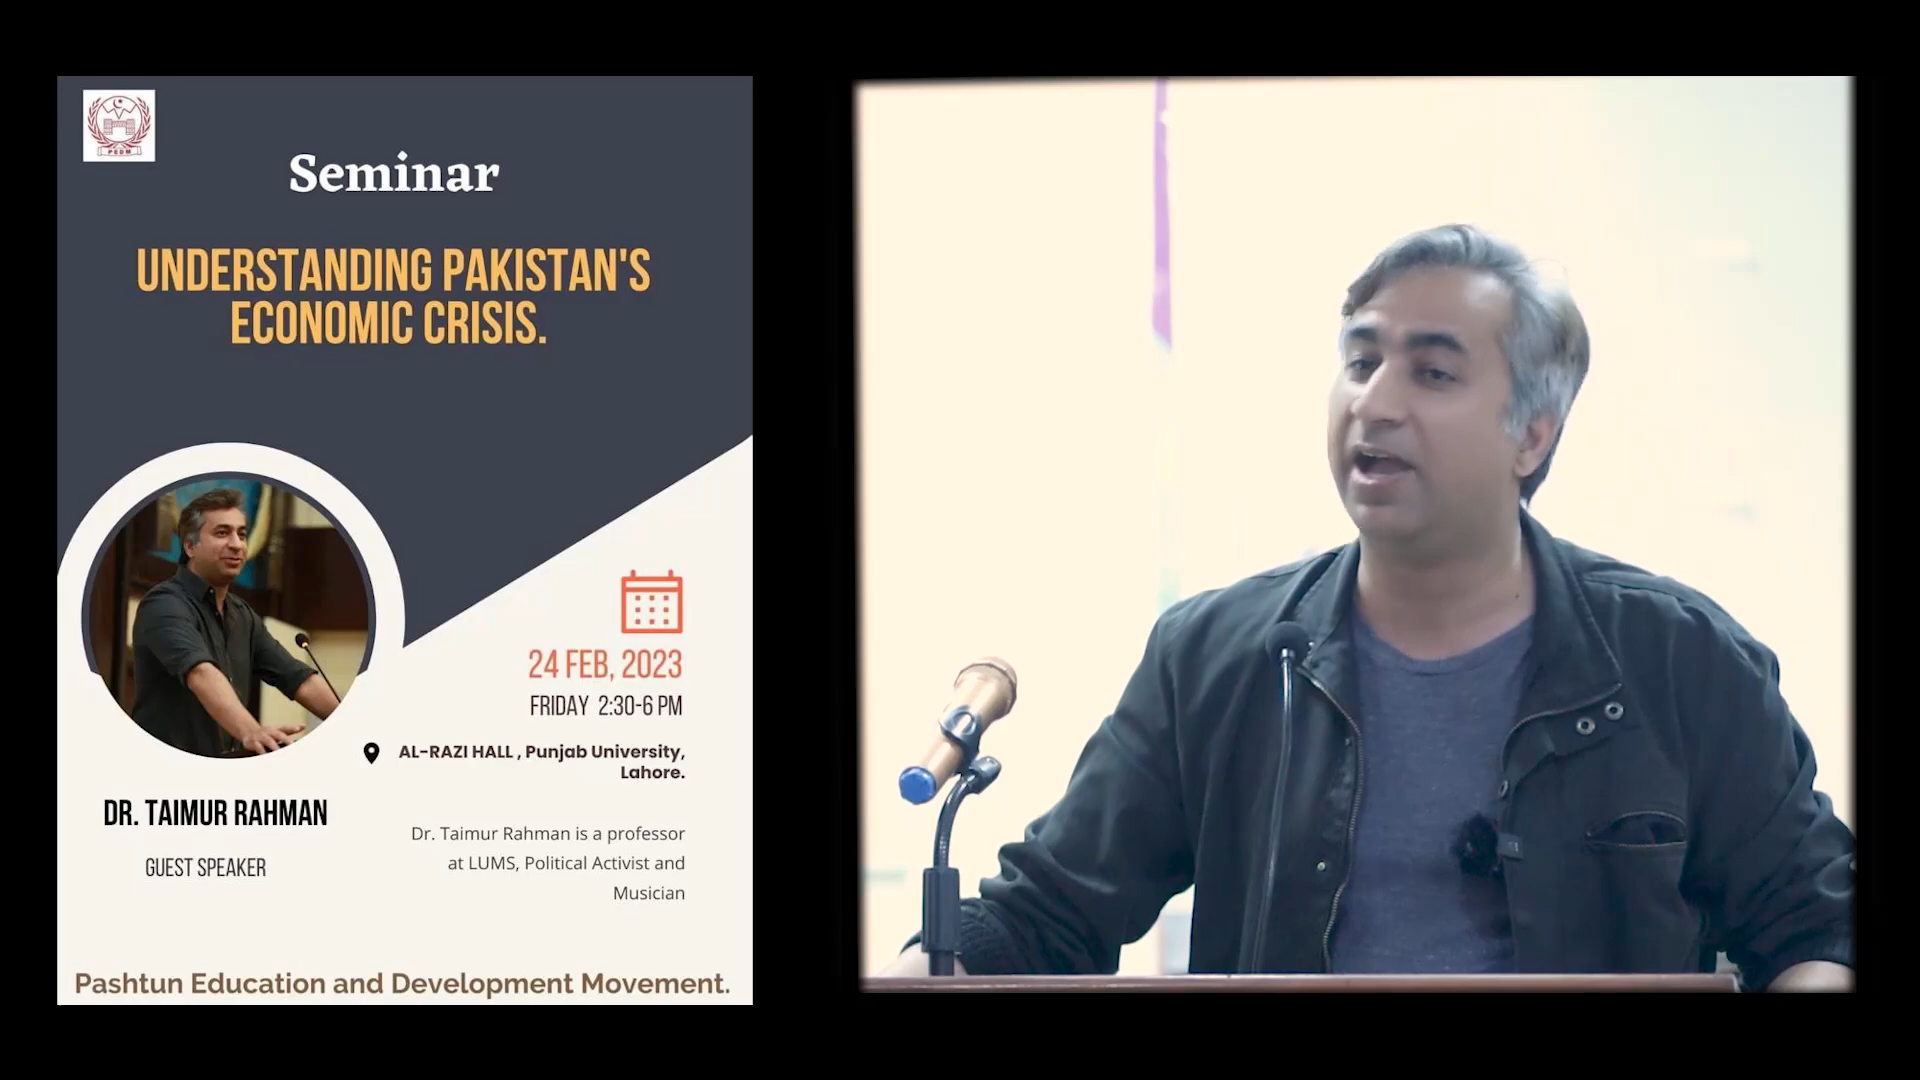 PEDM
Seminar
UNDERSTANDING PAKISTAN'S
ECONOMIC CRISIS.
24 FEB, 2023
FRIDAY 2:30-6 PM
AL-RAZI HALL , Punjab University,
Lahore.
DR. TAIMUR RAHMAN
GUEST SPEAKER
Dr. Taimur Rahman is a professor
at LUMS, Political Activist and
Musician
Pashtun Education and Development Movement.